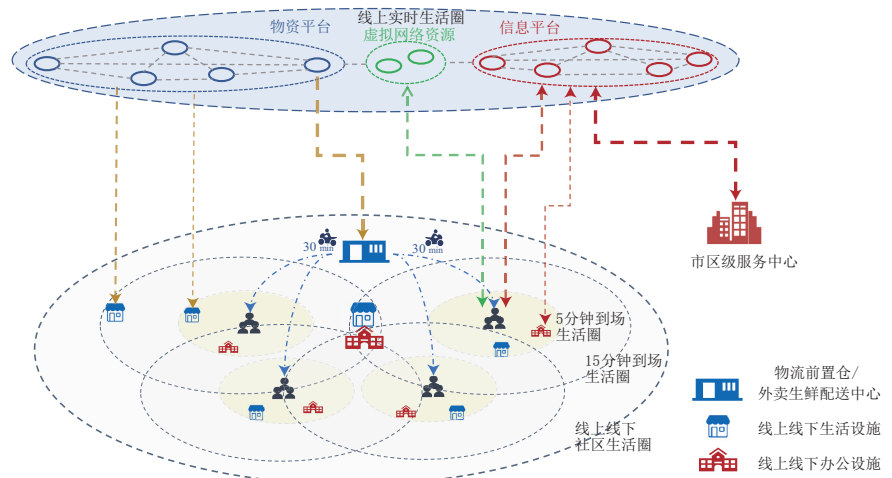 线上实时生活圈
物资平台
虚拟网络资源
信息平台
市区级服务中心
30 min
30 min
5分钟到场
生活圈
15分钟到场
生活圈
线上线下
社区生活圈
物流前置仓/
外卖生鲜配送中心
线上线下生活设施
线上线下办公设施